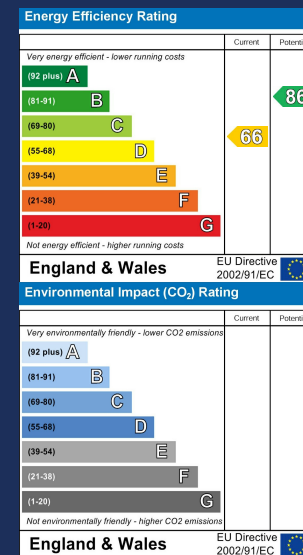 Energy Efficiency Rating
Current
Very energy efficient - lower running costs
(92 plus) A
(81-91) B
86
(69-80) C
66
(55-68) D
(39-54) E
(21-38) F
(1-20) G
Not energy efficient - higher running costs
England & Wales
EU Directive
2002/91/EC
Environmental Impact (CO₂) Rating
Current
Very environmentally friendly - lower CO2 emissions
(92 plus) A
(81-91) B
(69-80) C
(55-68) D
(39-54) E
(21-38) F
(1-20) G
Not environmentally friendly - higher CO2 emissions
England & Wales
EU Directive
2002/91/EC